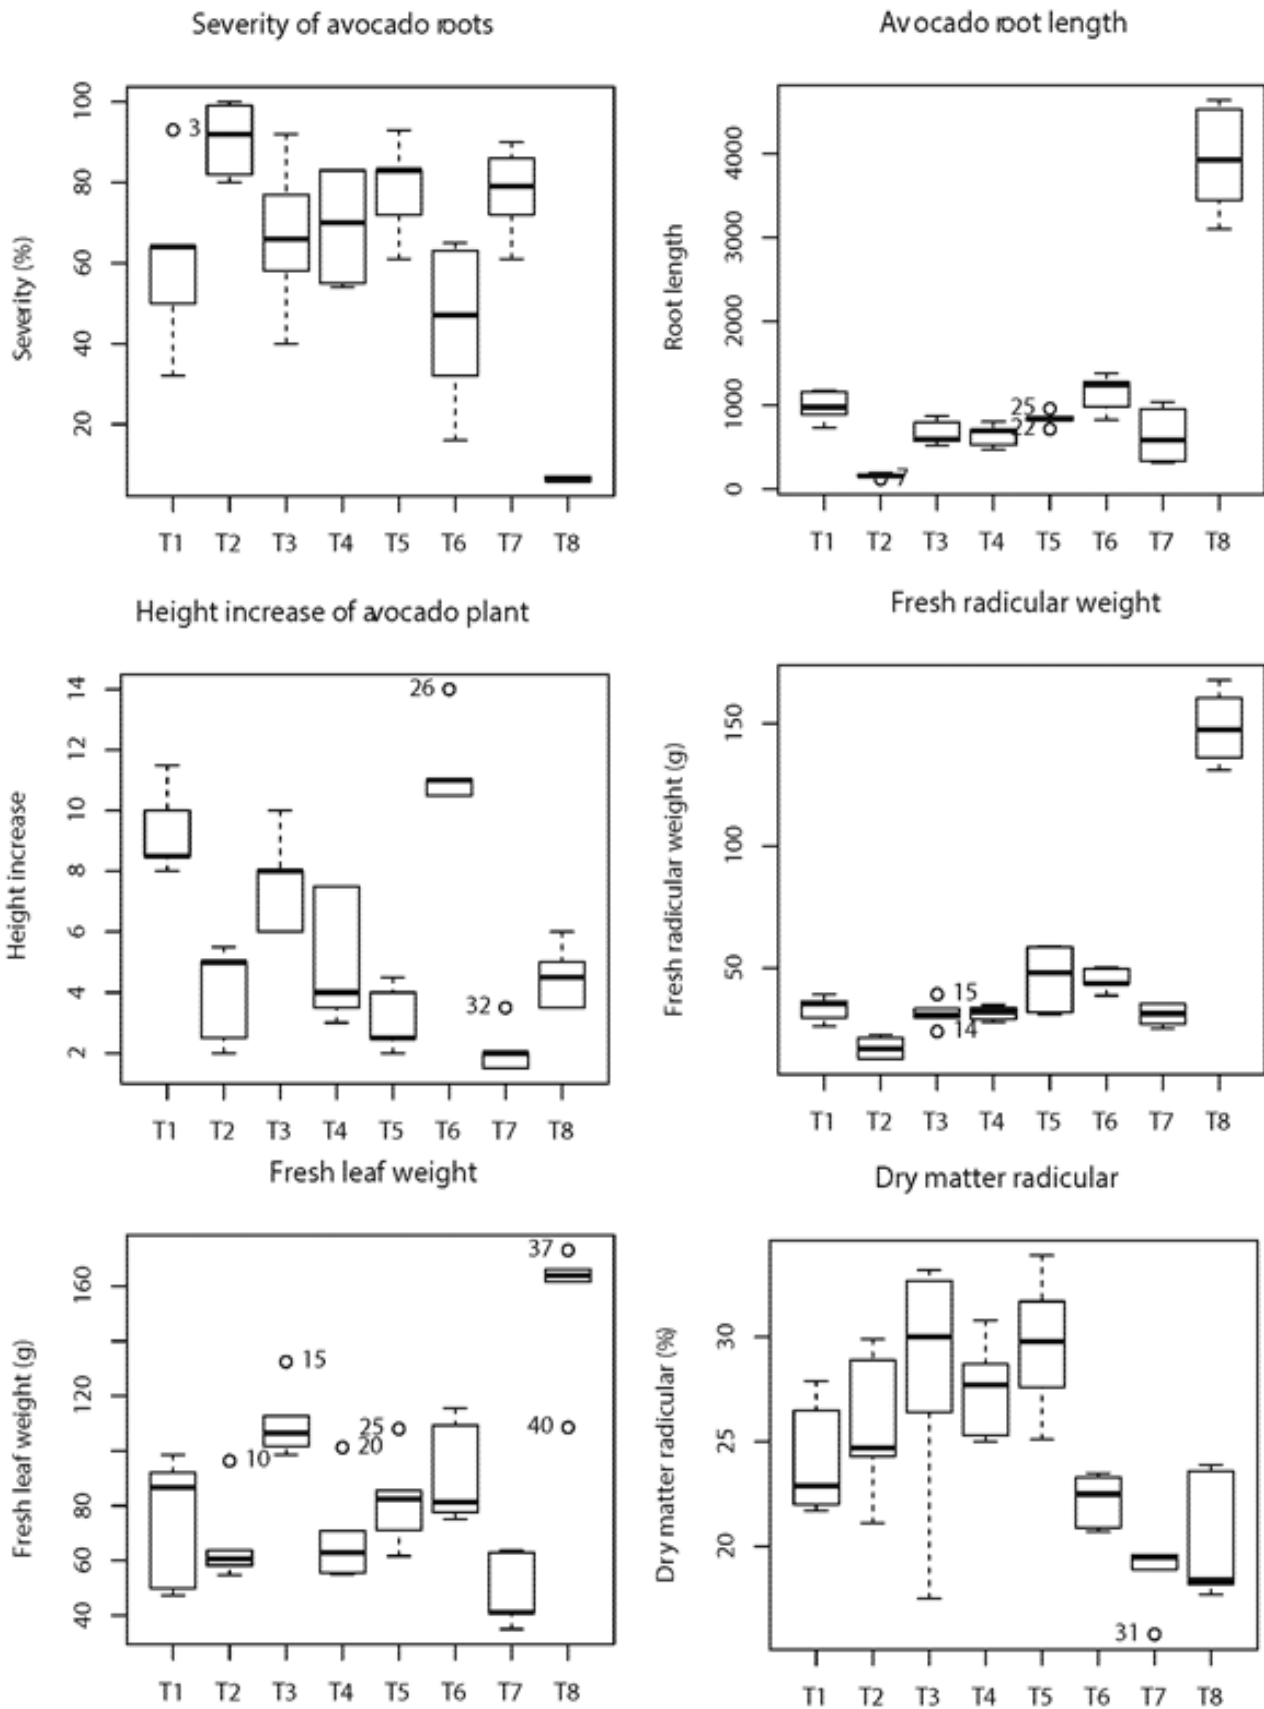 Severity of avocado roots
Severity (%)
100
80
60
40
20
3
T1 T2 T3 T4 T5 T6 T7 T8
Avocado root length
Root length
4000
3000
2000
1000
0
25
22
7
T1 T2 T3 T4 T5 T6 T7 T8
Height increase of avocado plant
Height increase
14
12
10
8
6
4
2
26
32
T1 T2 T3 T4 T5 T6 T7 T8
Fresh radicular weight
Fresh radicular weight (g)
150
100
50
15
14
T1 T2 T3 T4 T5 T6 T7 T8
Fresh leaf weight
Fresh leaf weight (g)
160
120
80
60
40
37
15
40
25
20
10
T1 T2 T3 T4 T5 T6 T7 T8
Dry matter radicular
Dry matter radicular (%)
30
25
20
31
T1 T2 T3 T4 T5 T6 T7 T8